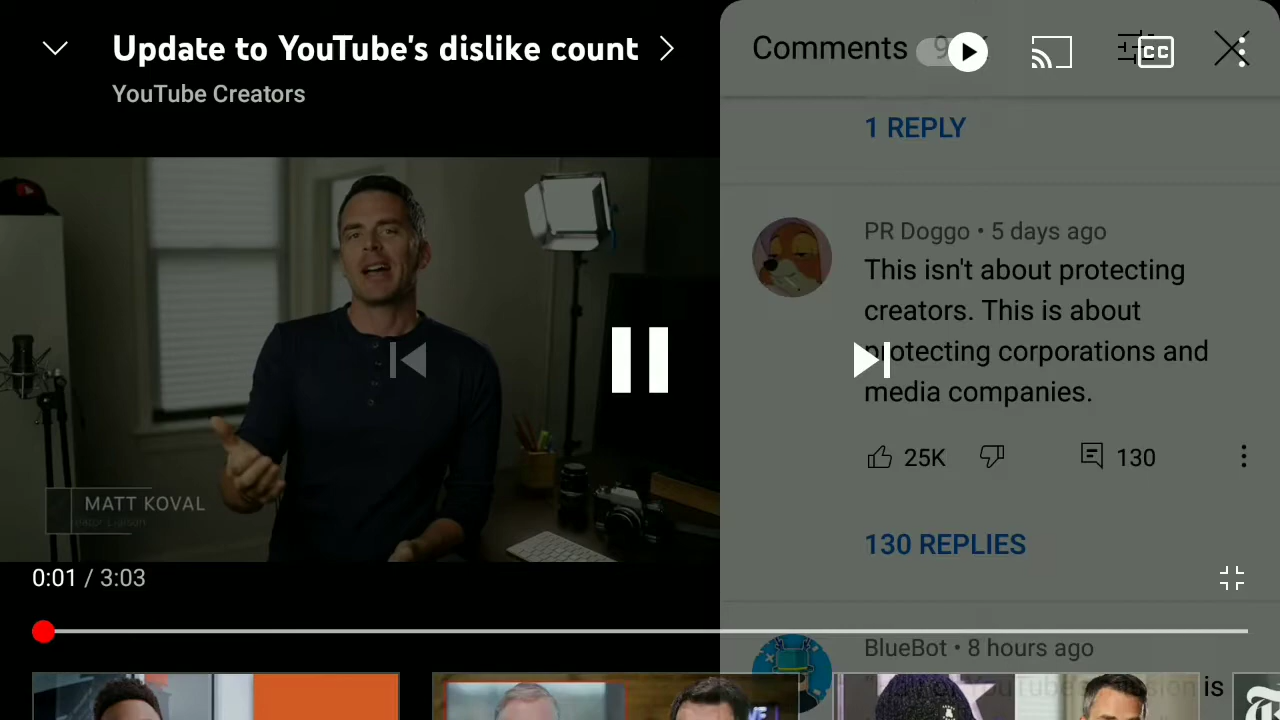 Update to YouTube's dislike count
YouTube Creators
Comments
CC
1 REPLY
PR Doggo • 5 days ago
This isn't about protecting
creators. This is about
protecting corporations and
media companies.
25K
130
130 REPLIES
MATT KOVAL
0:01 / 3:03
BlueBot • 8 hours ago
YouTube's
is